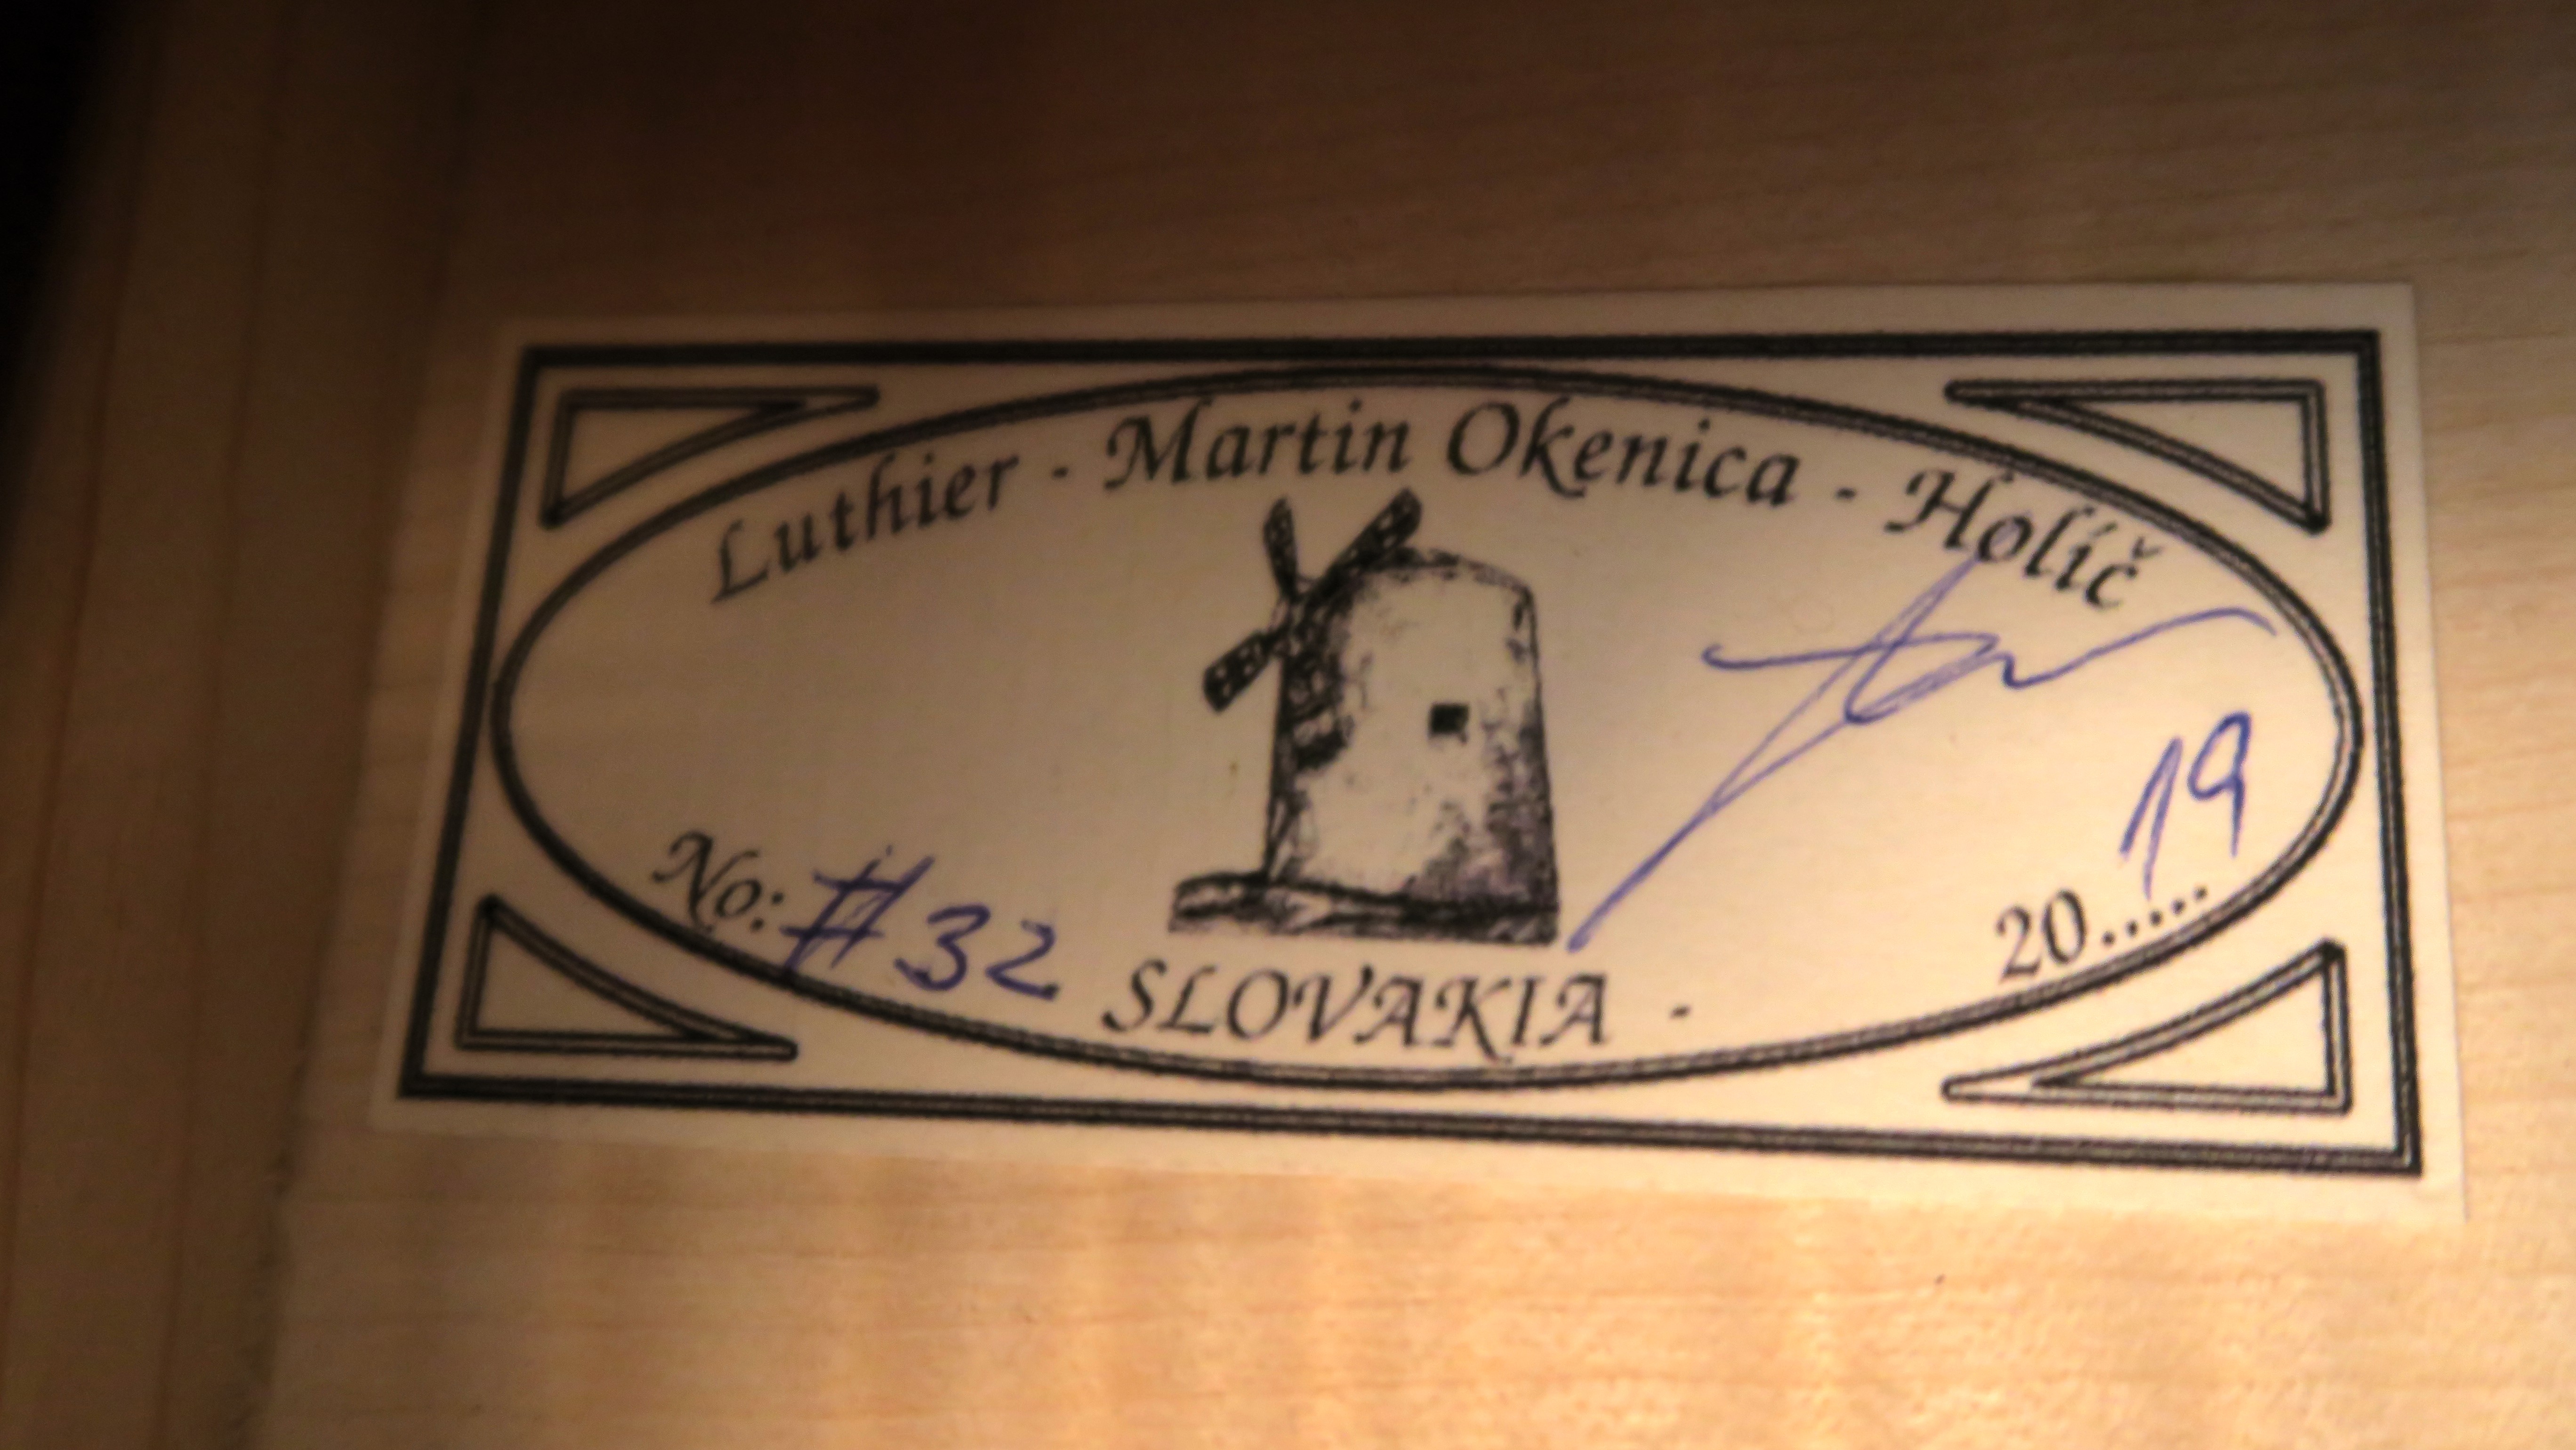 Luthier - Martin Okenica - Holíč
No: #32
SLOVAKIA -
20.....19